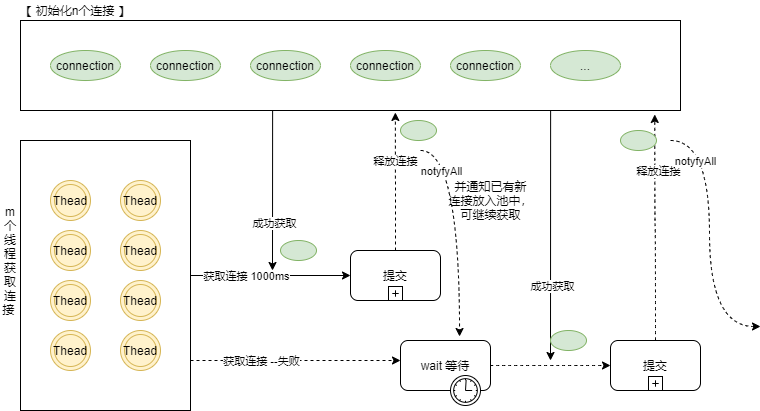 【 初始化n个连接 】
connection
connection
connection
connection
connection
...
释放连接
notyfyAll
释放连接
notyfyAll
并通知已有新
连接放入池中，
可继续获取
m
个
线
程
获
取
连
接
Thead
Thead
Thead
Thead
Thead
Thead
Thead
Thead
成功获取
获取连接 1000ms
提交
成功获取
获取连接 --失败
wait 等待
提交